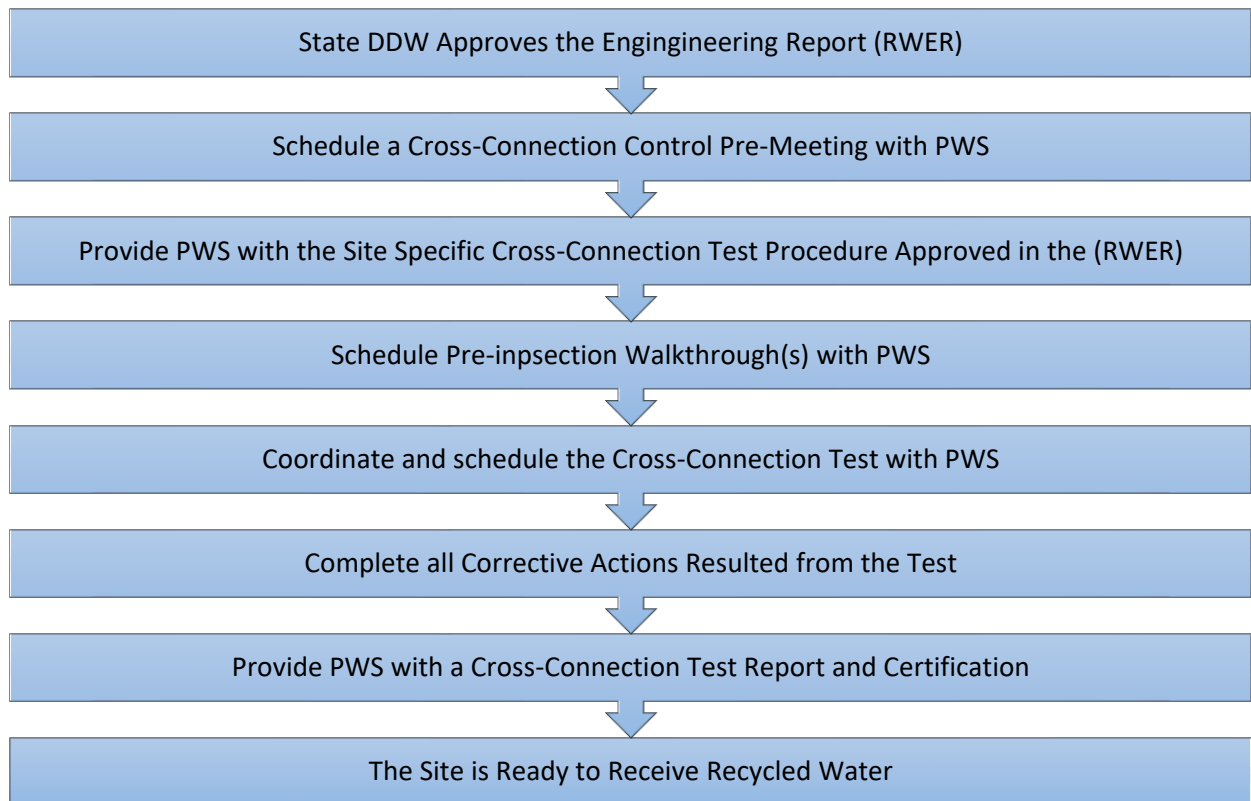 State DDW Approves the Engingineering Report (RWER)
Schedule a Cross-Connection Control Pre-Meeting with PWS
Provide PWS with the Site Specific Cross-Connection Test Procedure Approved in the (RWER)
Schedule Pre-inpsection Walkthrough(s) with PWS
Coordinate and schedule the Cross-Connection Test with PWS
Complete all Corrective Actions Resulted from the Test
Provide PWS with a Cross-Connection Test Report and Certification
The Site is Ready to Receive Recycled Water